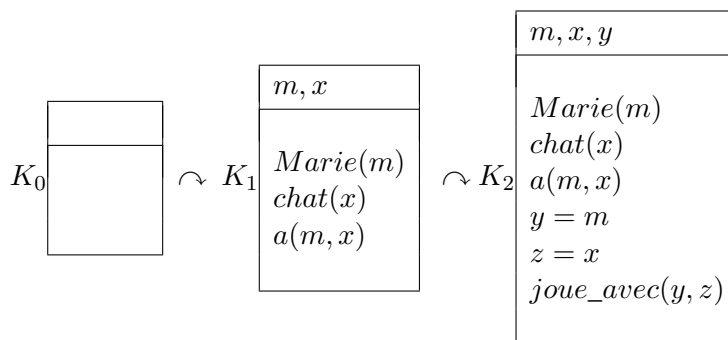 K₀
↷ K₁
m, x
Marie(m)
chat(x)
a(m, x)
↷ K₂
m, x, y
Marie(m)
chat(x)
a(m, x)
y = m
z = x
joue_avec(y, z)